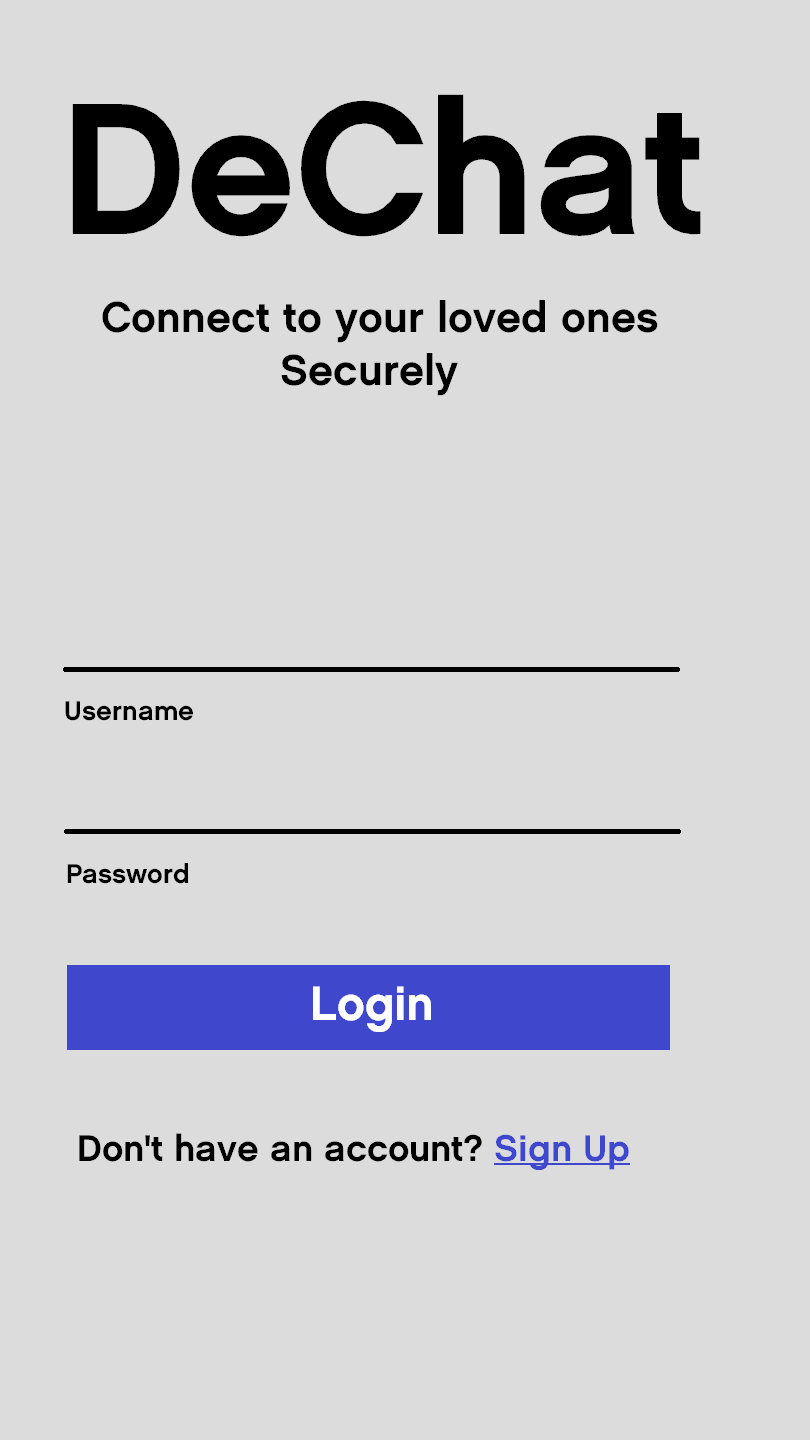 DeChat
Connect to your loved ones
Securely
Username
Password
Login
Don't have an account? Sign Up